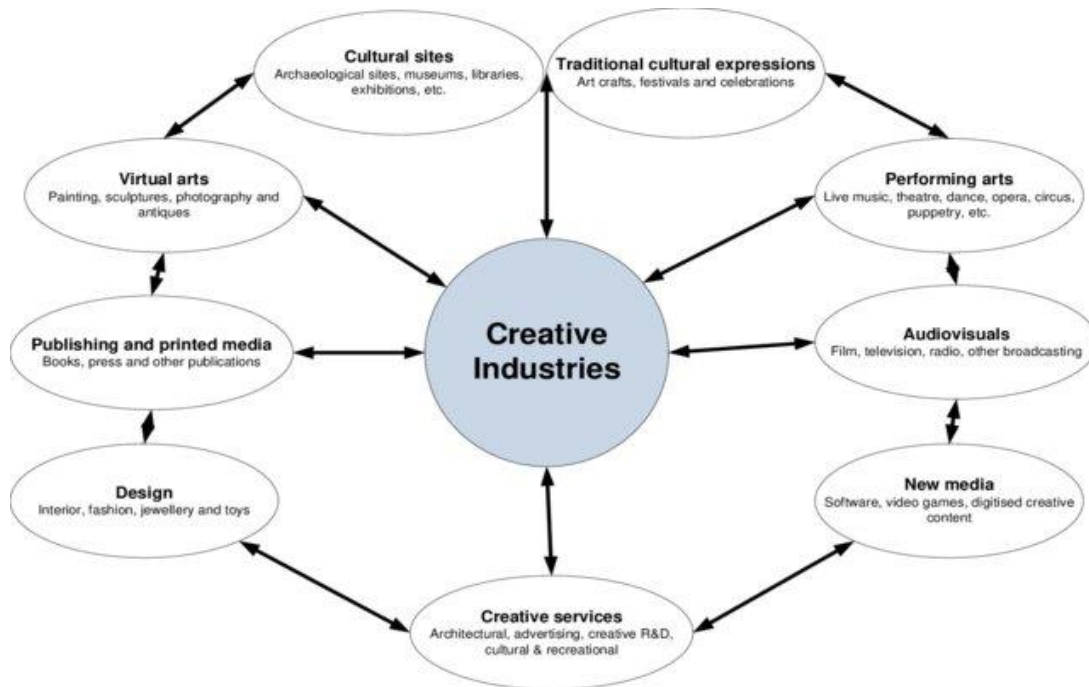 Cultural sites
Archaeological sites, museums, libraries,
exhibitions, etc.
Traditional cultural expressions
Art crafts, festivals and celebrations
Virtual arts
Painting, sculptures, photography and
antiques
Performing arts
Live music, theatre, dance, opera, circus,
puppetry, etc.
Creative
Industries
Publishing and printed media
Books, press and other publications
Audiovisuals
Film, television, radio, other broadcasting
Design
Interior, fashion, jewellery and toys
New media
Software, video games, digitised creative
content
Creative services
Architectural, advertising, creative R&D,
cultural & recreational